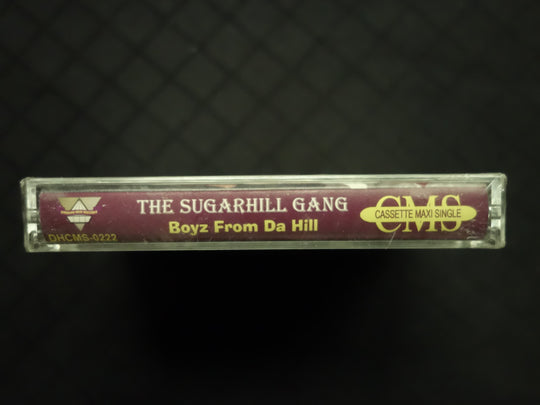 THE SUGARHILL GANG
Boyz From Da Hill
DHCMS-0222
CMS
CASSETTE MAXI SINGLE